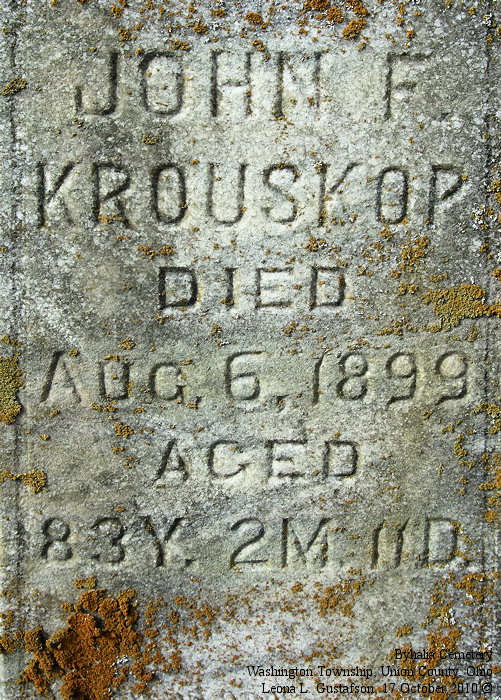 JOHN F.
KROUSKOP
DIED
AUG. 6, 1899
AGED
83Y. 2M. 11D.
Byhalia Cemetery
Washington Township, Union County, Ohio
Leona L. Gustafson, 17 October 2010 ©